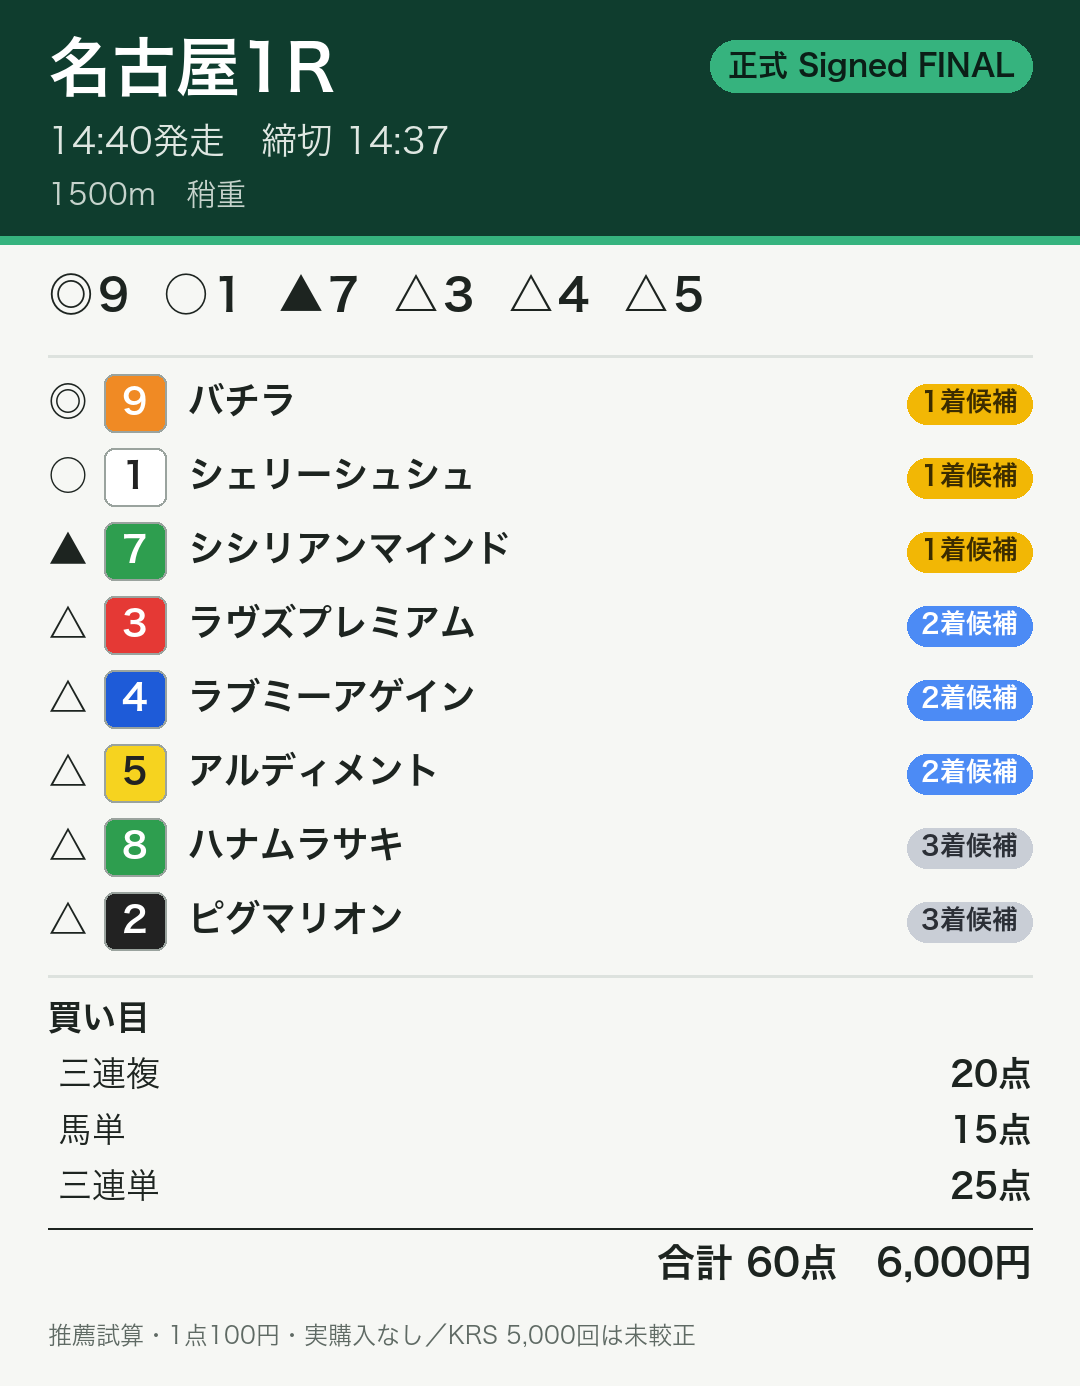 名古屋1R
正式 Signed FINAL
14:40発走　締切 14:37
1500m　稍重
◎9 ○1 ▲7 △3 △4 △5
◎ 9 バチラ 1着候補
○ 1 シェリーシュシュ 1着候補
▲ 7 シシリアンマインド 1着候補
△ 3 ラヴズプレミアム 2着候補
△ 4 ラブミーアゲイン 2着候補
△ 5 アルディメント 2着候補
△ 8 ハナムラサキ 3着候補
△ 2 ピグマリオン 3着候補
買い目
三連複 20点
馬単 15点
三連単 25点
合計 60点　6,000円
推薦試算・1点100円・実購入なし／KRS 5,000回は未較正